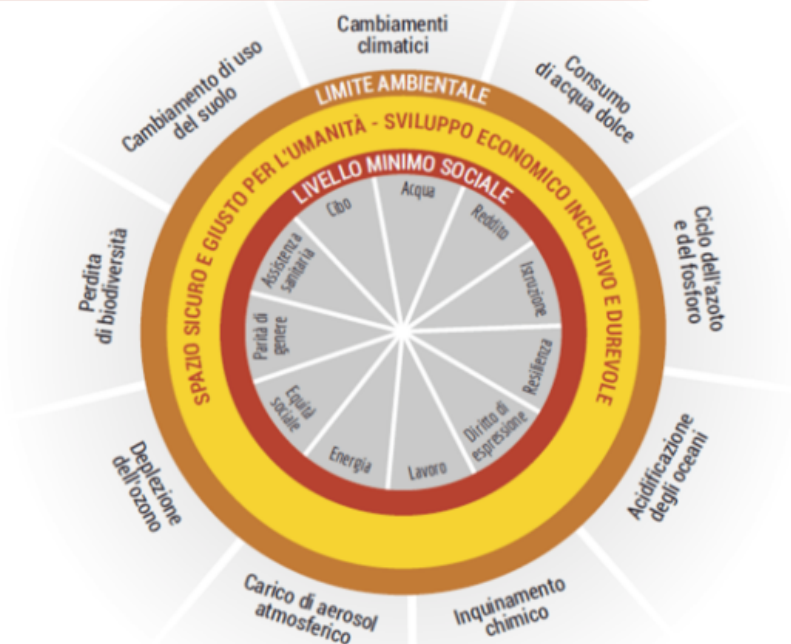 Cambiamenti
climatici
Consumo
di acqua dolce
Ciclo dell'azoto
e del fosforo
Acidificazione
degli oceani
Inquinamento
chimico
Carico di aerosol
atmosferico
Deplezione
dell'ozono
Perdita
di biodiversità
Cambiamento di uso
del suolo
LIMITE AMBIENTALE
SPAZIO SICURO E GIUSTO PER L'UMANITÀ - SVILUPPO ECONOMICO INCLUSIVO E DUREVOLE
LIVELLO MINIMO SOCIALE
Acqua
Reddito
Istruzione
Resilienza
Diritto di
espressione
Lavoro
Energia
Equità
sociale
Parità di
genere
Assistenza
sanitaria
Cibo